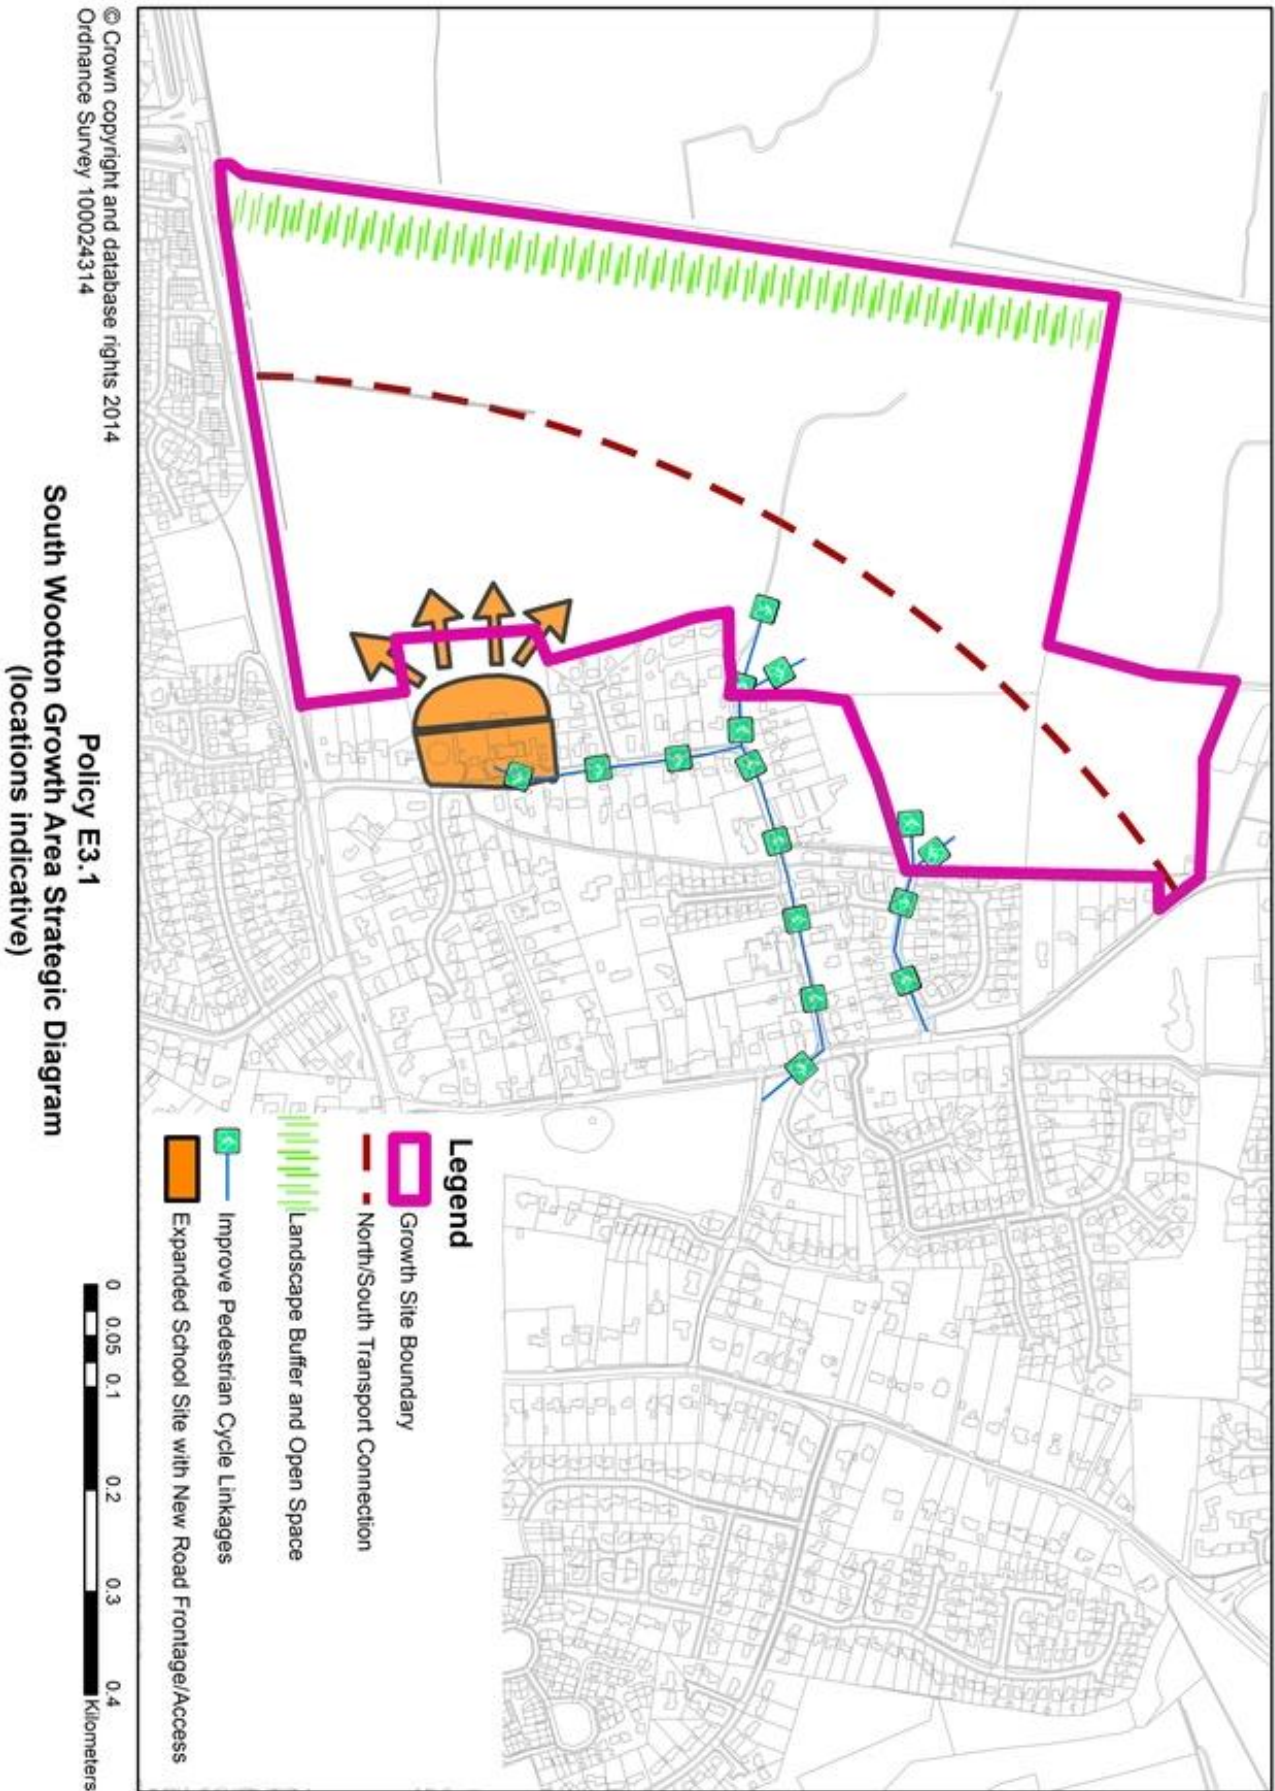 Legend
Growth Site Boundary
North/South Transport Connection
Landscape Buffer and Open Space
Improve Pedestrian Cycle Linkages
Expanded School Site with New Road Frontage/Access
0 0.05 0.1 0.2 0.3 0.4
Kilometers
© Crown copyright and database rights 2014
Ordnance Survey 100024314
Policy E3.1
South Wootton Growth Area Strategic Diagram
(locations indicative)